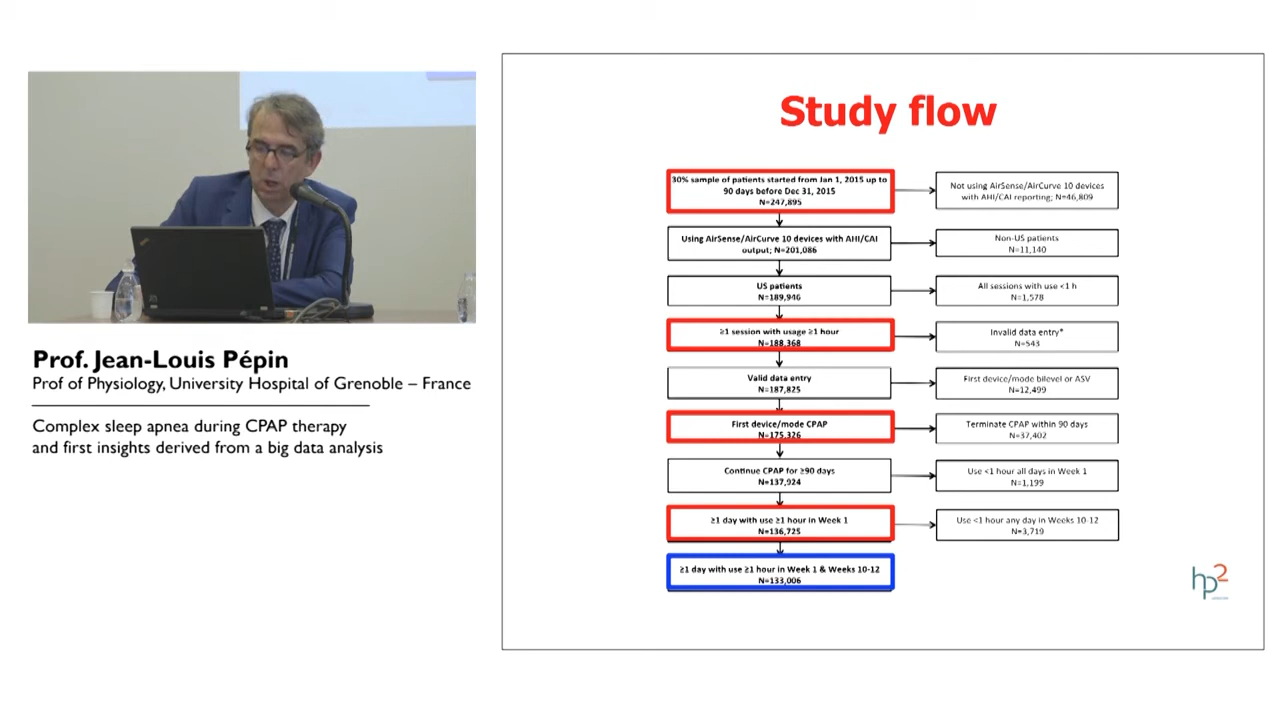 Study flow
30% sample of patients started from Jan 1, 2015 up to
90 days before Dec 31, 2015
N=247,895
Not using AirSense/AirCurve 10 devices
with AHI/CAI reporting; N=46,809
Using AirSense/AirCurve 10 devices with AHI/CAI
output; N=201,086
Non-US patients
N=11,140
US patients
N=189,946
All sessions with use <1 h
N=1,578
≥1 session with usage ≥1 hour
N=188,368
Invalid data entry*
N=543
Valid data entry
N=187,825
First device/mode bilevel or ASV
N=12,499
First device/mode CPAP
N=175,326
Terminate CPAP within 90 days
N=37,402
Continue CPAP for ≥90 days
N=137,924
Use <1 hour all days in Week 1
N=1,199
≥1 day with use ≥1 hour in Week 1
N=136,725
Use <1 hour any day in Weeks 10-12
N=3,719
≥1 day with use ≥1 hour in Week 1 & Weeks 10-12
N=133,006
hp2
Prof. Jean-Louis Pépin
Prof of Physiology, University Hospital of Grenoble – France
Complex sleep apnea during CPAP therapy
and first insights derived from a big data analysis